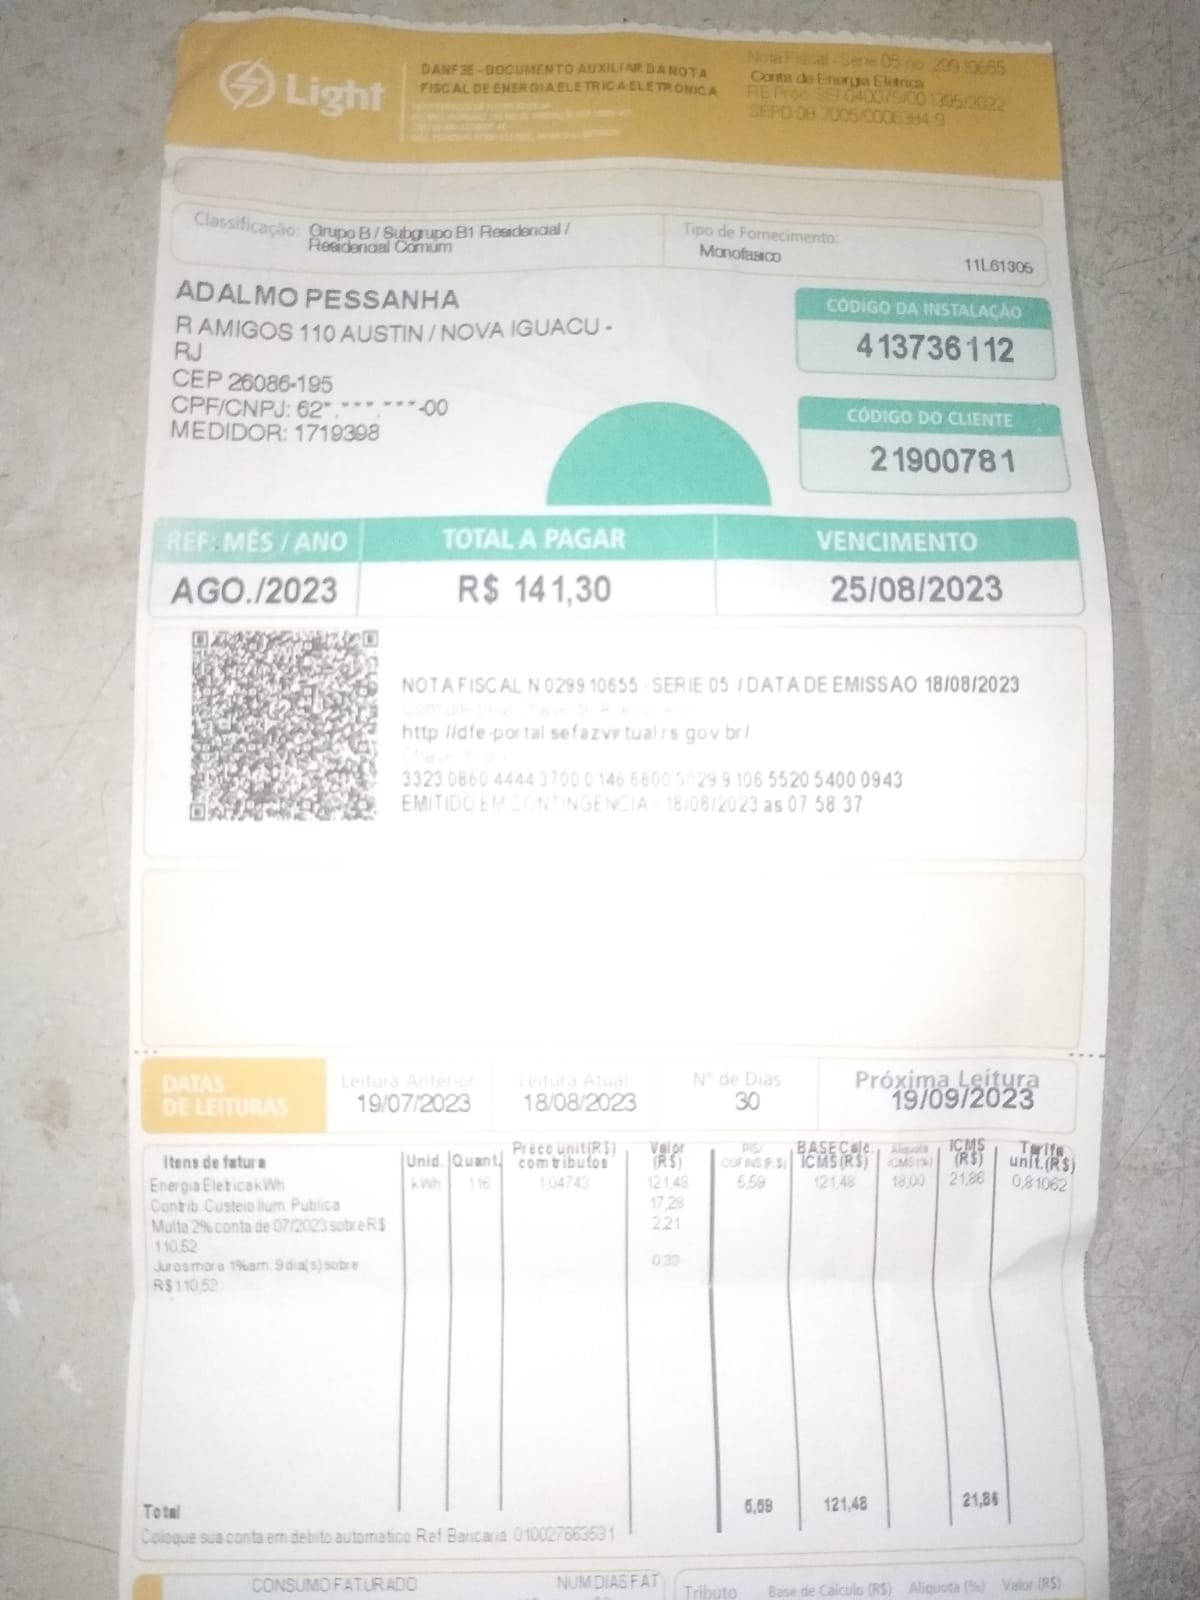 Light
DANF3E - DOCUMENTO AUXILIAR DA NOTA
FISCAL DE ENERGIA ELETRICA ELETRONICA
Nota Fiscal - Serie 05 no. 29910655
Conta de Energia Eletrica
RE Proc. SEI-040079/001395/2022
SEPD 08-2005/0006384-9
Classificação: Grupo B / Subgrupo B1 Residencial /
Residencial Comum
Tipo de Fornecimento:
Monofasico
11L61305
ADALMO PESSANHA
R AMIGOS 110 AUSTIN / NOVA IGUACU -
RJ
CEP 26086-195
CPF/CNPJ: 62*.***.***-00
MEDIDOR: 1719398
CÓDIGO DA INSTALAÇÃO
413736112
CÓDIGO DO CLIENTE
21900781
REF: MÊS / ANO TOTAL A PAGAR VENCIMENTO
AGO./2023 R$ 141,30 25/08/2023
NOTA FISCAL N 029910655 - SERIE 05 / DATA DE EMISSAO 18/08/2023
Consulte pela Chave de Acesso em
http://dfe-portal.sefazvirtual.rs.gov.br/
3323 0860 4444 3700 0146 6600 5029 9106 5520 5400 0943
EMITIDO EM CONTINGENCIA - 18/08/2023 as 07:58:37
DATAS
DE LEITURAS
Leitura Anterior Leitura Atual Nº de Dias Próxima Leitura
19/07/2023 18/08/2023 30 19/09/2023
Itens de fatura Unid. Quant. Preco unit(R$) com tributos Valor (R$) PIS/ COFINS(R$) BASE Calc. ICMS(R$) Aliquota ICMS(%) ICMS (R$) Tarifa unit.(R$)
Energia Eletrica kWh kWh 116 1,04743 121,48 5,59 121,48 18,00 21,86 0,81062
Contrib. Custeio Ilum. Publica 17,28
Multa 2% conta de 07/2023 sobre R$ 2,21
110,52
Juros mora 1%am. 9 dia(s) sobre 0,33
R$110,52
Total 5,59 121,48 21,86
Coloque sua conta em debito automatico. Ref. Bancaria: 010027663531
CONSUMO FATURADO NUM DIAS FAT Tributo Base de Cálculo (R$) Alíquota (%) Valor (R$)